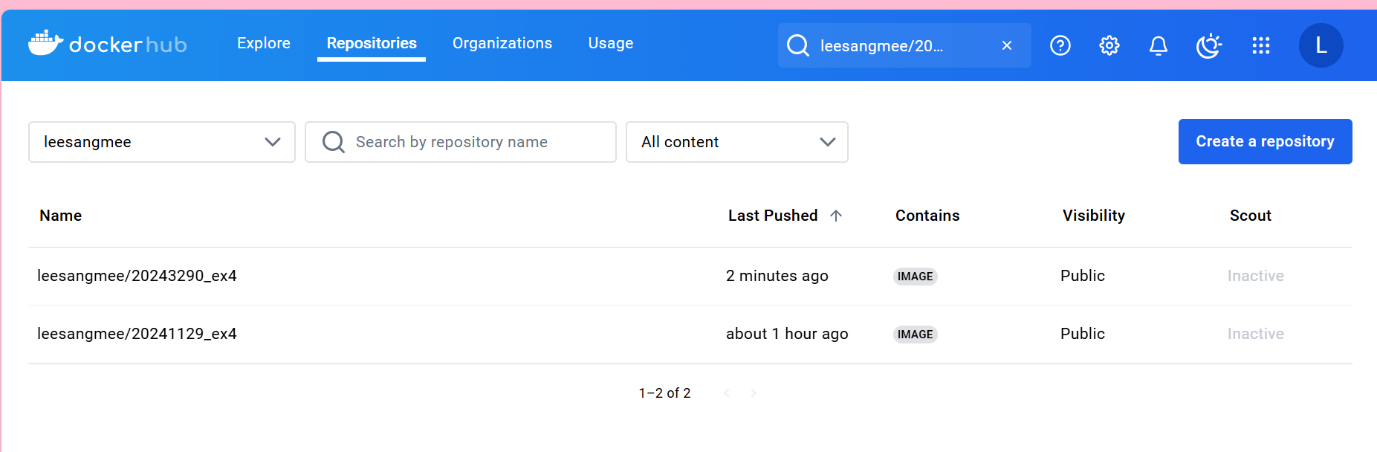 dockerhub Explore Repositories Organizations Usage leesangmee/20... L
leesangmee Search by repository name All content Create a repository
Name Last Pushed Contains Visibility Scout
leesangmee/20243290_ex4 2 minutes ago IMAGE Public Inactive
leesangmee/20241129_ex4 about 1 hour ago IMAGE Public Inactive
1–2 of 2